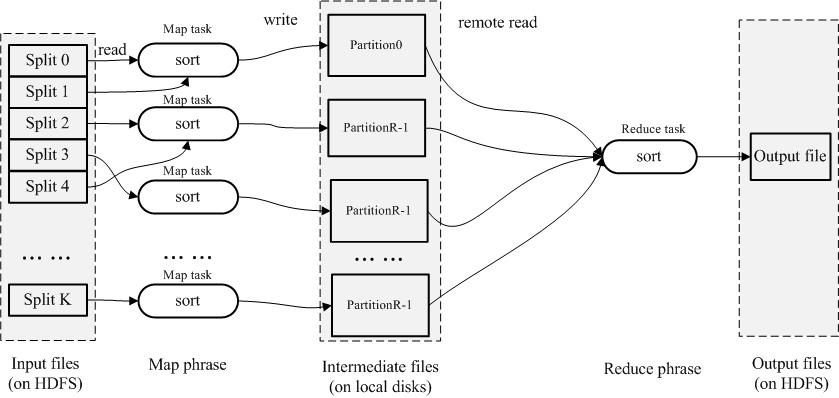 Map task
write
remote read
Split 0
read
sort
Partition0
Split 1
Map task
Split 2
sort
PartitionR-1
Reduce task
Split 3
sort
Output file
Map task
Split 4
sort
PartitionR-1
... ...
... ...
... ...
Map task
Split K
sort
PartitionR-1
Input files
(on HDFS)
Map phrase
Intermediate files
(on local disks)
Reduce phrase
Output files
(on HDFS)